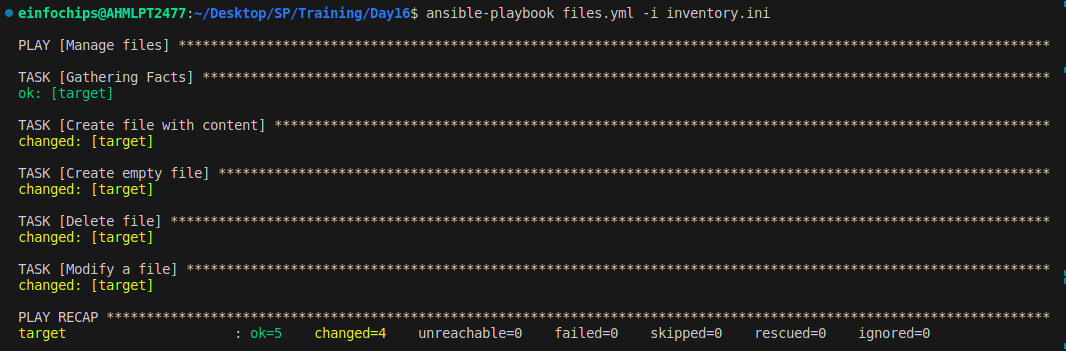 einfochips@AHMLPT2477:~/Desktop/SP/Training/Day16$ ansible-playbook files.yml -i inventory.ini
PLAY [Manage files] *************************************************************************************************************
TASK [Gathering Facts] **********************************************************************************************************
ok: [target]
TASK [Create file with content] *************************************************************************************************
changed: [target]
TASK [Create empty file] ********************************************************************************************************
changed: [target]
TASK [Delete file] **************************************************************************************************************
changed: [target]
TASK [Modify a file] ************************************************************************************************************
changed: [target]
PLAY RECAP **********************************************************************************************************************
target                     : ok=5    changed=4    unreachable=0    failed=0    skipped=0    rescued=0    ignored=0